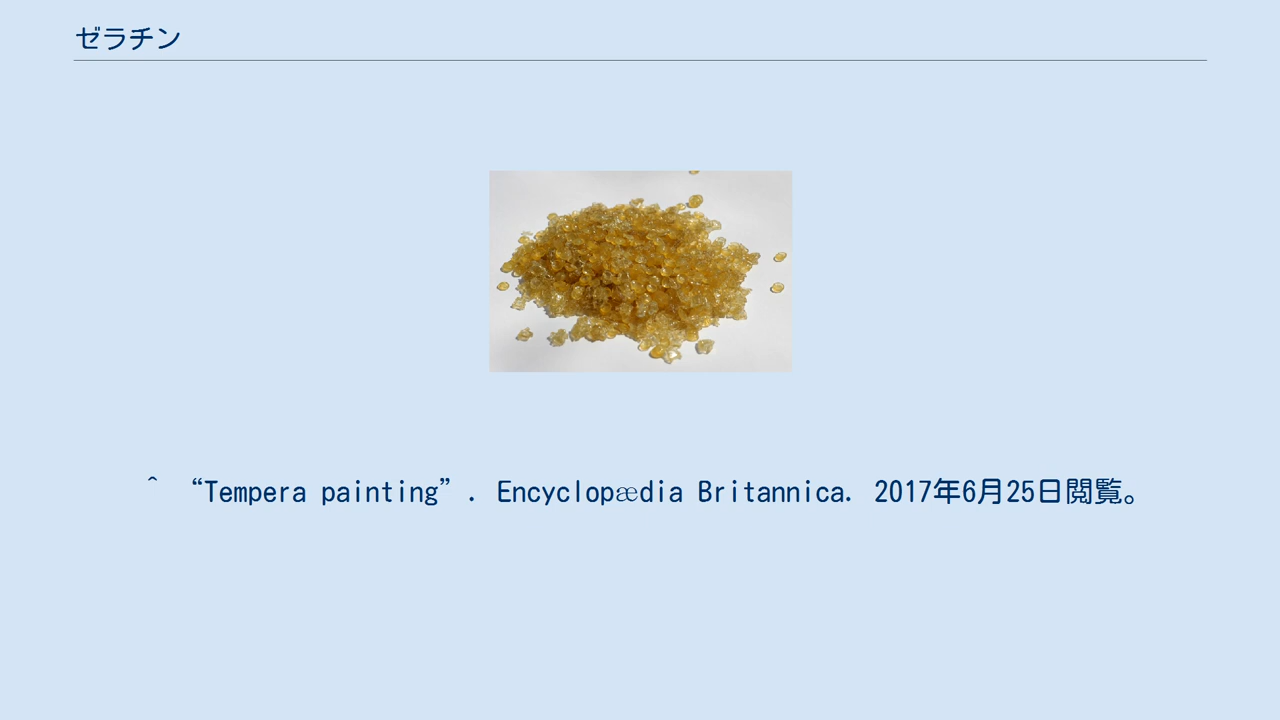 ゼラチン
^ “Tempera painting”. Encyclopædia Britannica. 2017年6月25日閲覧。